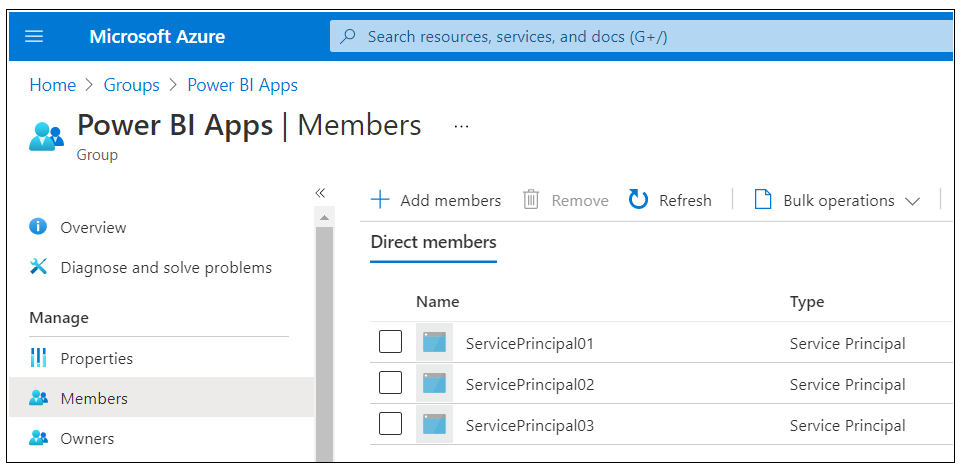 Microsoft Azure
Search resources, services, and docs (G+/)
Home > Groups > Power BI Apps
Power BI Apps | Members ...
Group
«
Overview
Diagnose and solve problems
Manage
Properties
Members
Owners
+ Add members Remove Refresh Bulk operations
Direct members
Name Type
ServicePrincipal01 Service Principal
ServicePrincipal02 Service Principal
ServicePrincipal03 Service Principal